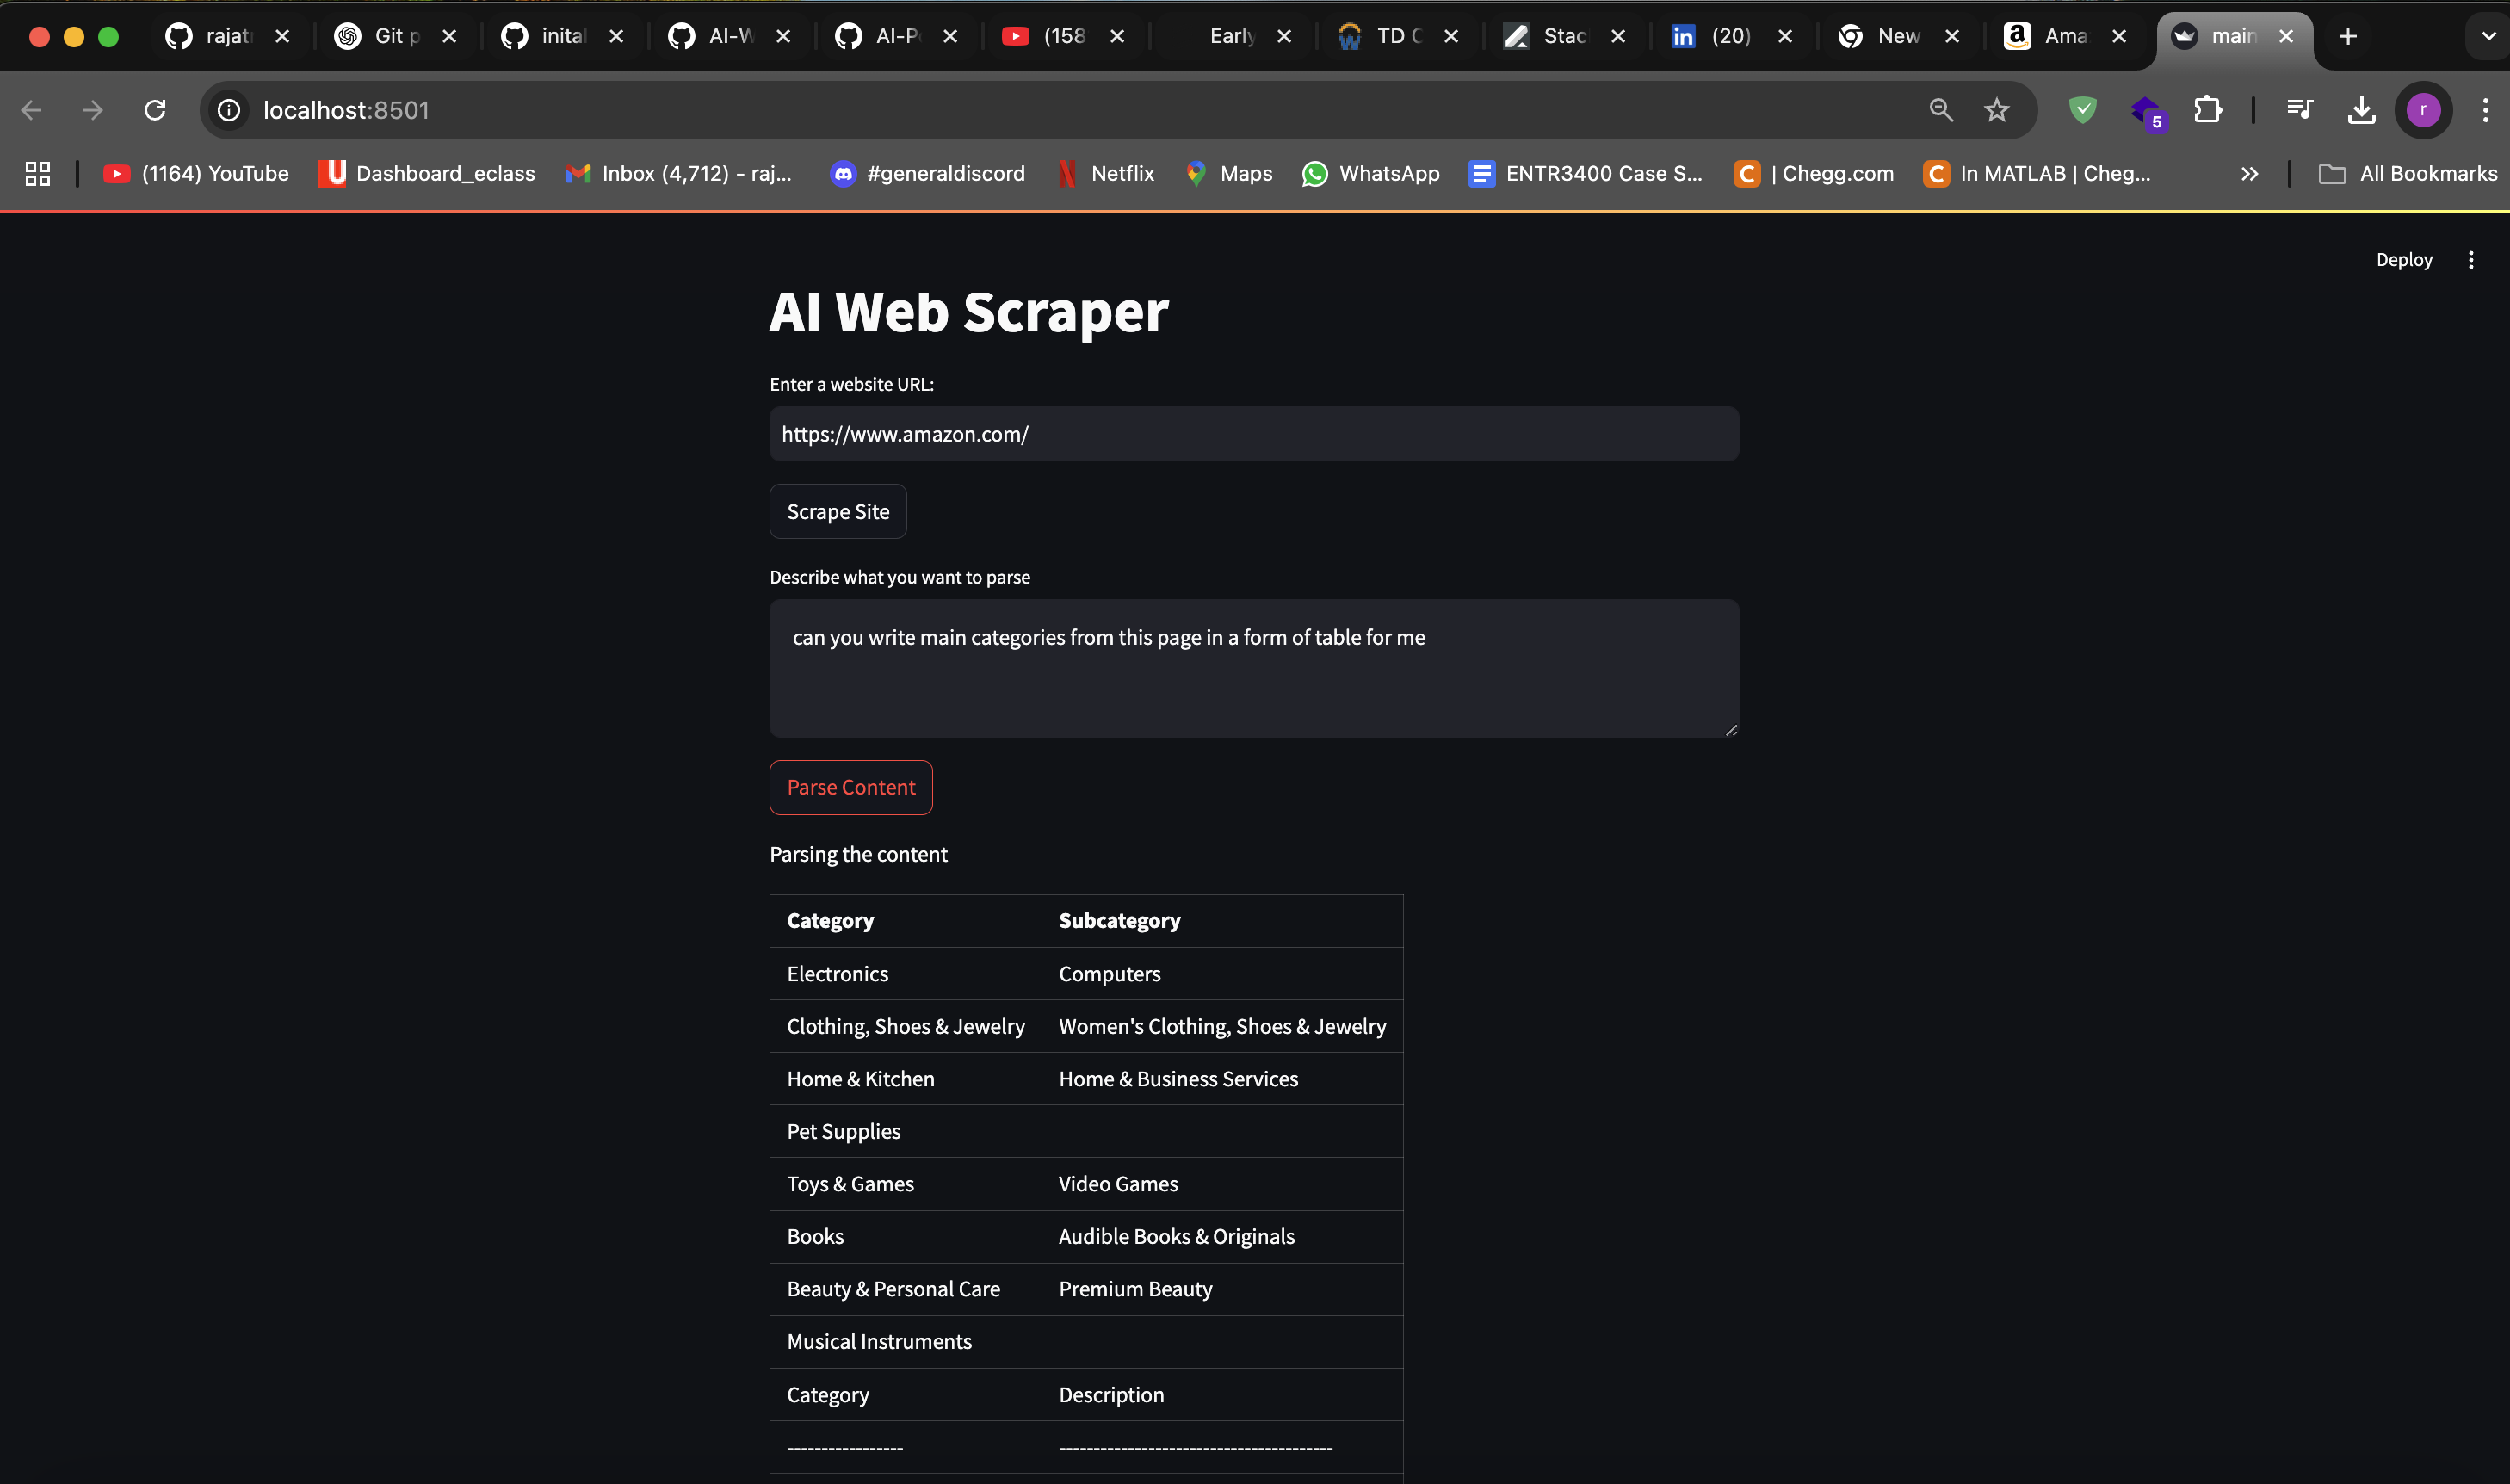 rajat Git p inital AI-W AI-P (158 Early TD C Stac (20) New Ama main
localhost:8501 5 r
(1164) YouTube Dashboard_eclass Inbox (4,712) - raj... #generaldiscord Netflix Maps WhatsApp ENTR3400 Case S... | Chegg.com In MATLAB | Cheg... All Bookmarks
Deploy
AI Web Scraper
Enter a website URL:
https://www.amazon.com/
Scrape Site
Describe what you want to parse
can you write main categories from this page in a form of table for me
Parse Content
Parsing the content
Category Subcategory
Electronics Computers
Clothing, Shoes & Jewelry Women's Clothing, Shoes & Jewelry
Home & Kitchen Home & Business Services
Pet Supplies
Toys & Games Video Games
Books Audible Books & Originals
Beauty & Personal Care Premium Beauty
Musical Instruments
Category Description
----------------- ----------------------------------------